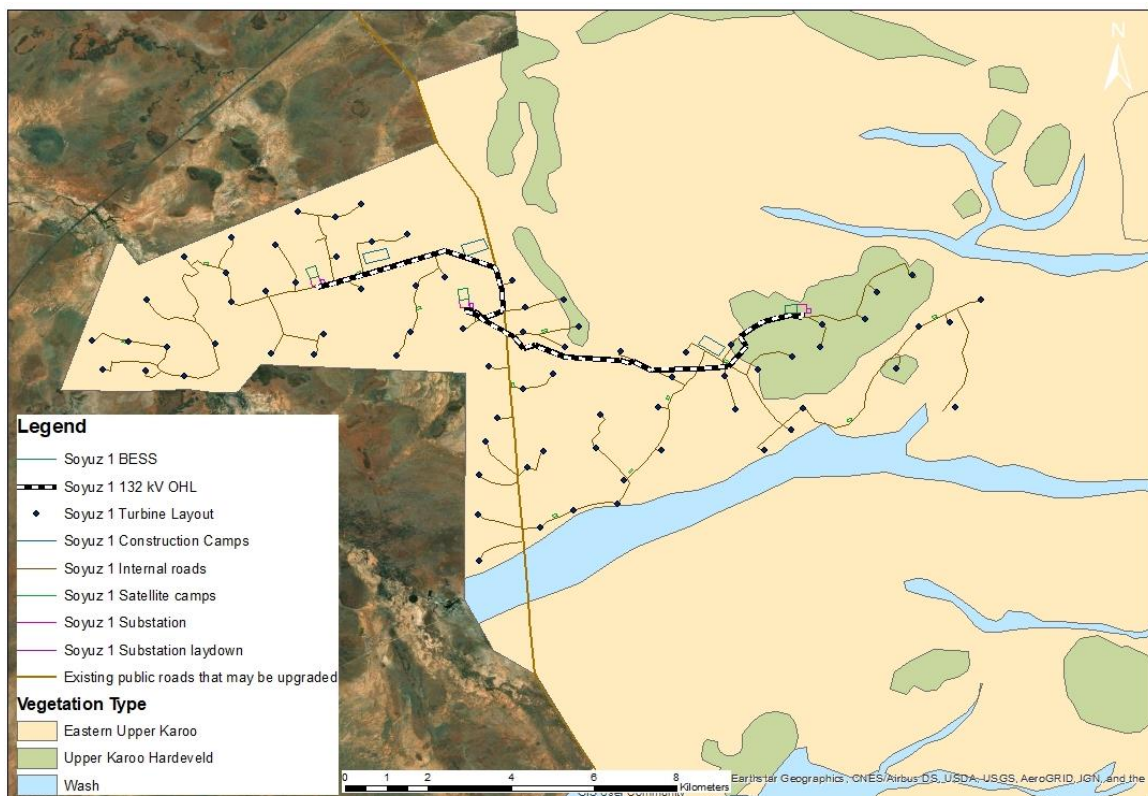 N
Legend
Soyuz 1 BESS
Soyuz 1 132 kV OHL
Soyuz 1 Turbine Layout
Soyuz 1 Construction Camps
Soyuz 1 Internal roads
Soyuz 1 Satellite camps
Soyuz 1 Substation
Soyuz 1 Substation laydown
Existing public roads that may be upgraded
Vegetation Type
Eastern Upper Karoo
Upper Karoo Hardeveld
Wash
0 1 2 4 6 8
Kilometers
Earthstar Geographics, CNES/Airbus DS, USDA, USGS, AeroGRID, IGN, and the
GIS User Community